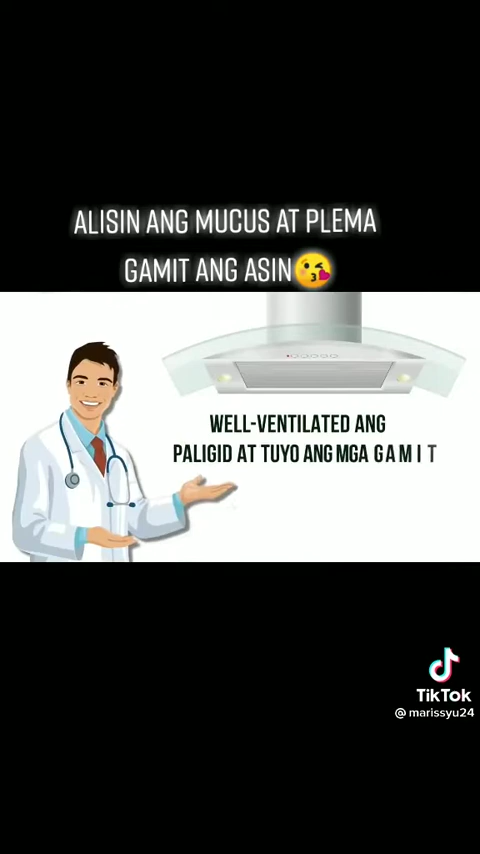 ALISIN ANG MUCUS AT PLEMA
GAMIT ANG ASIN😘
WELL-VENTILATED ANG
PALIGID AT TUYO ANG MGA GAMIT
TikTok
@marissyu24